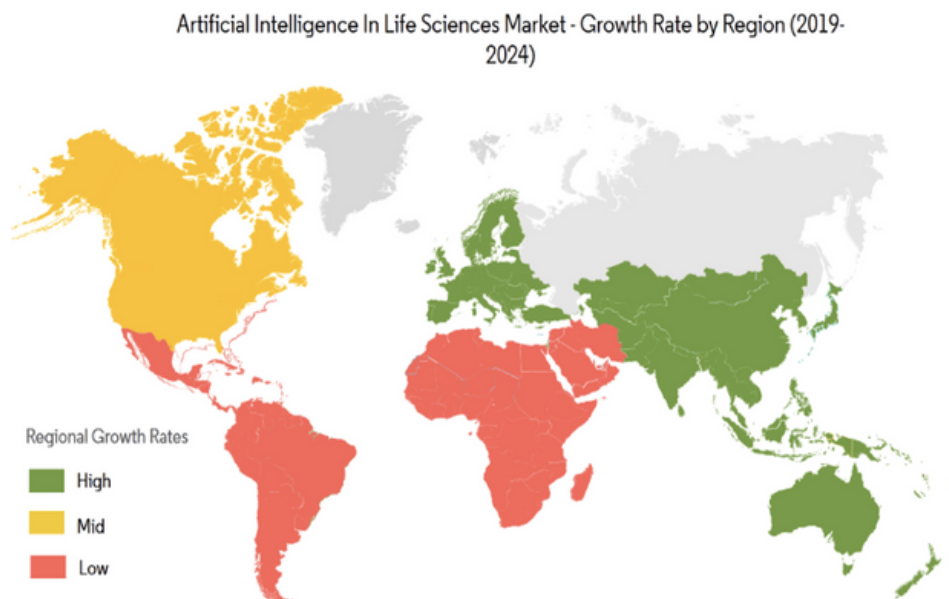 Artificial Intelligence In Life Sciences Market - Growth Rate by Region (2019-
2024)
Regional Growth Rates
High
Mid
Low